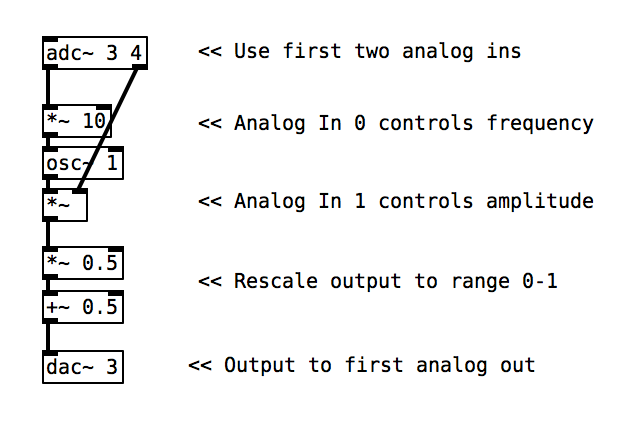 adc~ 3 4 << Use first two analog ins
*~ 10 << Analog In 0 controls frequency
osc~ 1
*~ << Analog In 1 controls amplitude
*~ 0.5
<< Rescale output to range 0-1
+~ 0.5
dac~ 3 << Output to first analog out